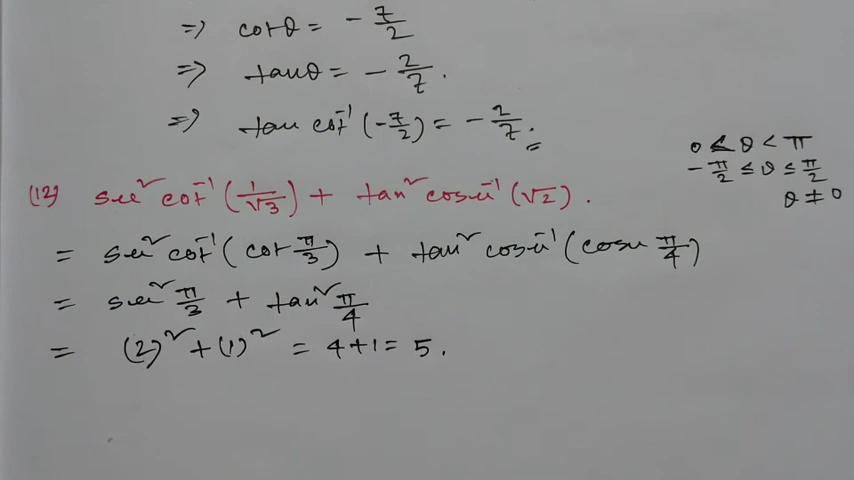 => cotθ = -7/2
=> tanθ = -2/7.
=> tan cot⁻¹(-7/2) = -2/7.
0 < θ < π
-π/2 ≤ θ ≤ π/2
θ ≠ 0
(12) sec² cot⁻¹(1/√3) + tan² cosec⁻¹(√2).
= sec² cot⁻¹(cot π/3) + tan² cosec⁻¹(cosec π/4)
= sec² π/3 + tan² π/4
= (2)² + (1)² = 4+1 = 5.